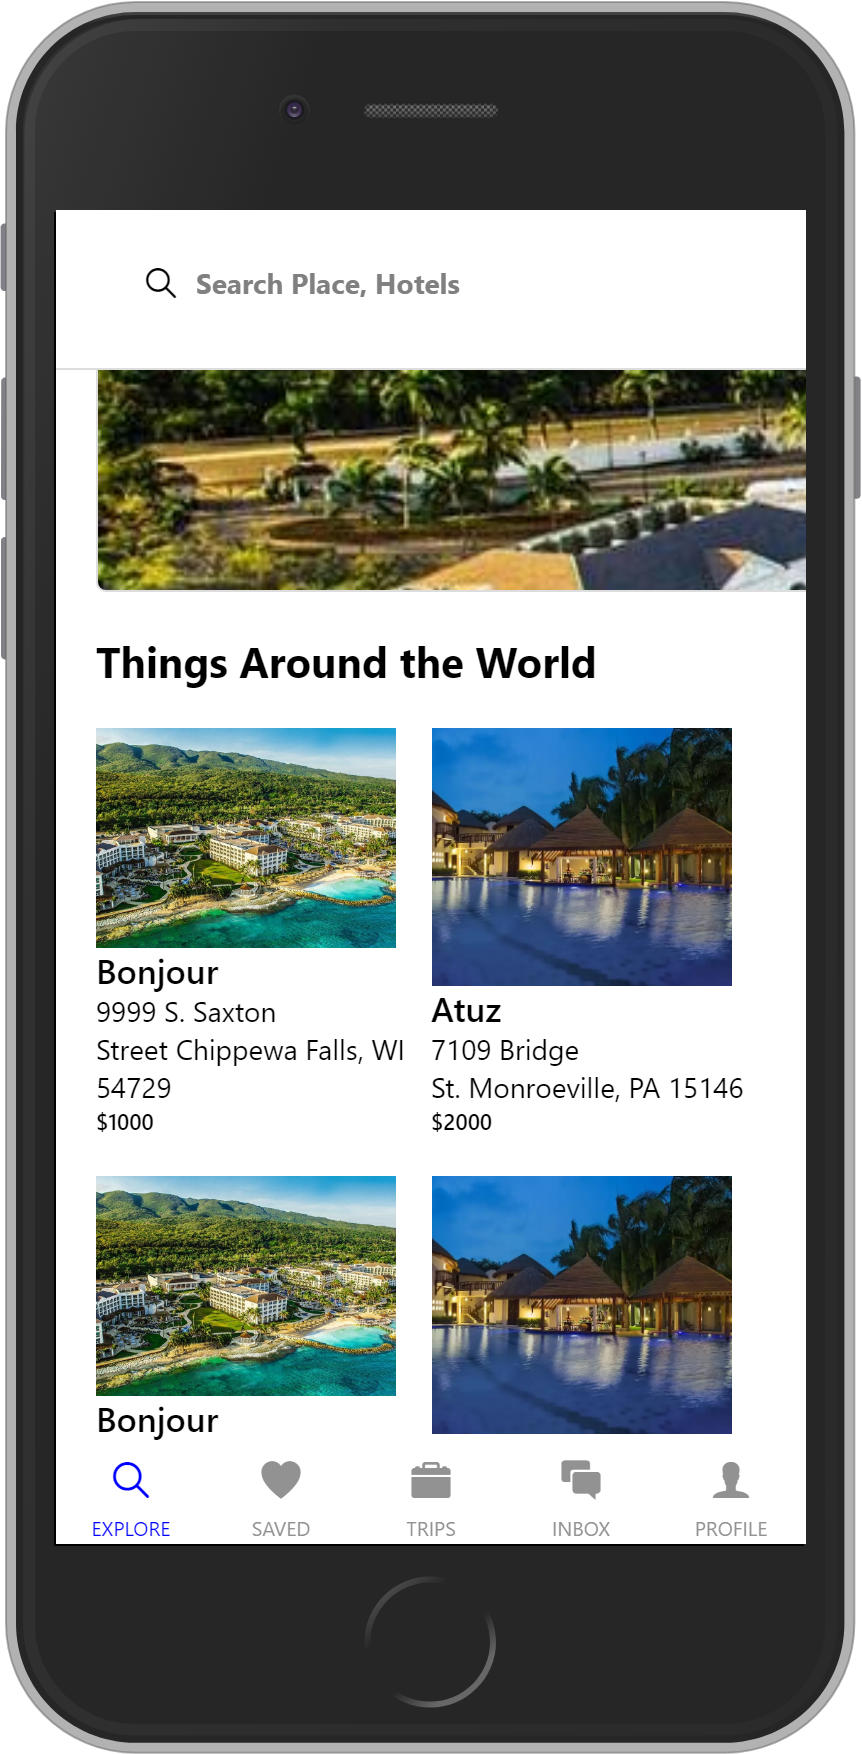 Search Place, Hotels
Things Around the World
Bonjour
9999 S. Saxton
Street Chippewa Falls, WI
54729
$1000
Atuz
7109 Bridge
St. Monroeville, PA 15146
$2000
Bonjour
EXPLORE
SAVED
TRIPS
INBOX
PROFILE